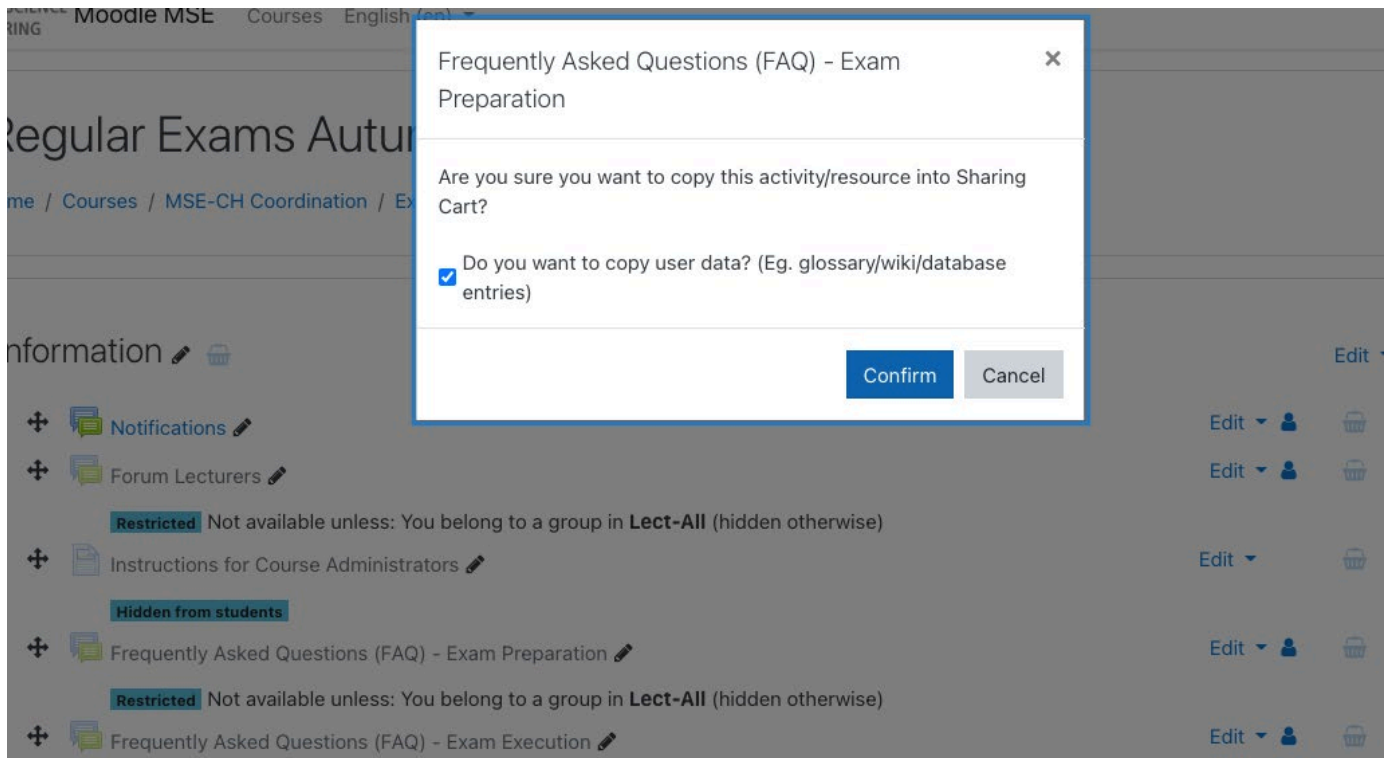 Moodle MSE Courses English (en)
RING
Frequently Asked Questions (FAQ) - Exam
Preparation
×
Regular Exams Autu
me / Courses / MSE-CH Coordination / Ex
Are you sure you want to copy this activity/resource into Sharing
Cart?
Do you want to copy user data? (Eg. glossary/wiki/database
entries)
Confirm Cancel
nformation
Edit
Notifications Edit
Forum Lecturers Edit
Restricted Not available unless: You belong to a group in Lect-All (hidden otherwise)
Instructions for Course Administrators Edit
Hidden from students
Frequently Asked Questions (FAQ) - Exam Preparation Edit
Restricted Not available unless: You belong to a group in Lect-All (hidden otherwise)
Frequently Asked Questions (FAQ) - Exam Execution Edit